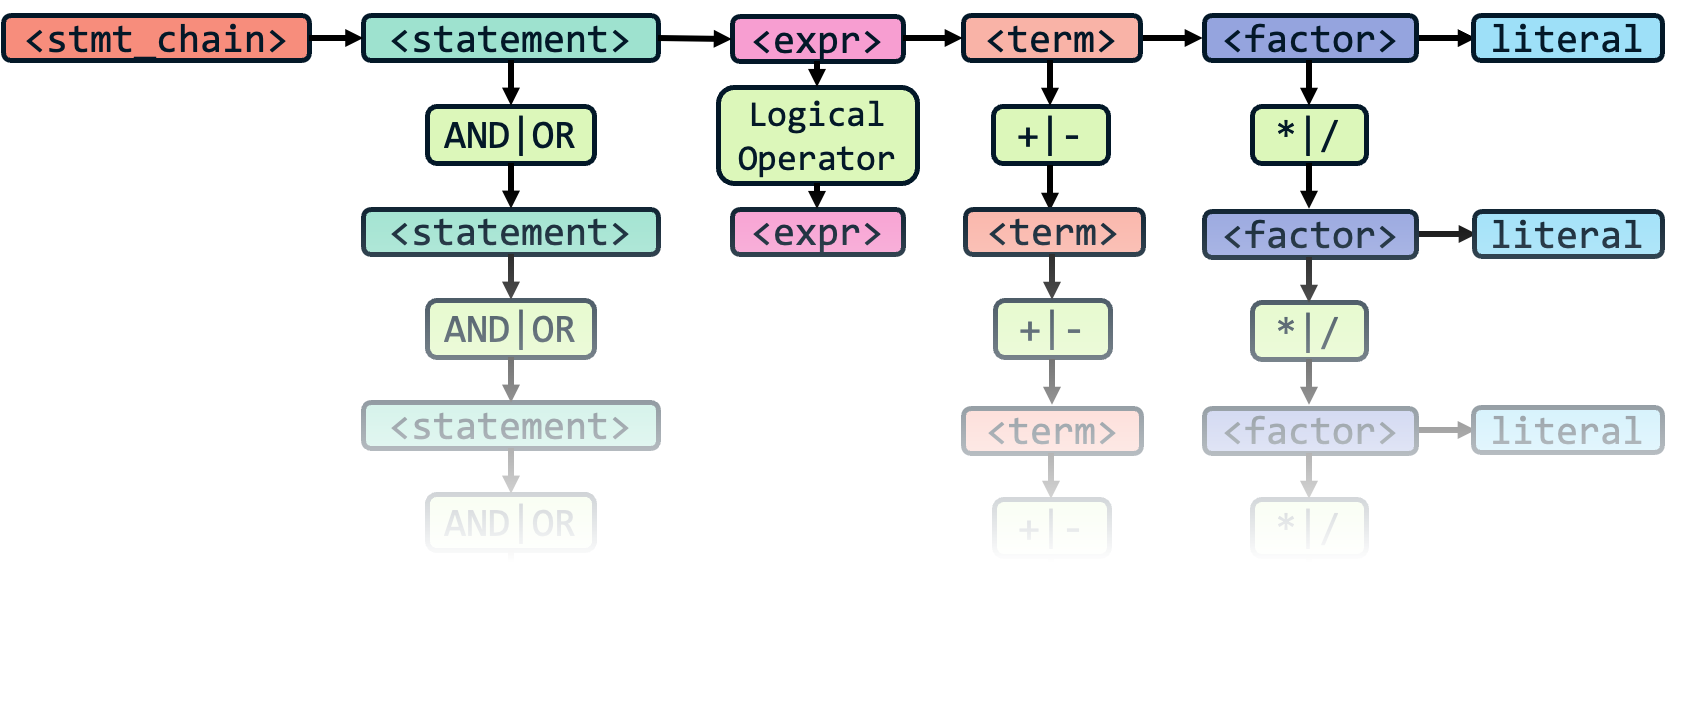 <stmt_chain> <statement> <expr> <term> <factor> literal
AND|OR Logical Operator +|- *|/
<statement> <expr> <term> <factor> literal
AND|OR +|- *|/
<statement> <term> <factor> literal
AND|OR +|- *|/